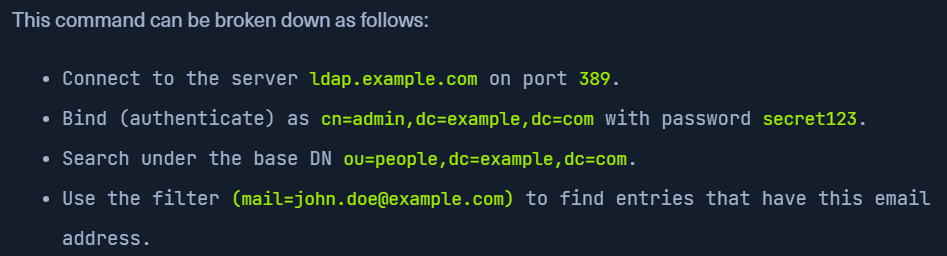 This command can be broken down as follows:
• Connect to the server ldap.example.com on port 389.
• Bind (authenticate) as cn=admin,dc=example,dc=com with password secret123.
• Search under the base DN ou=people,dc=example,dc=com.
• Use the filter (mail=john.doe@example.com) to find entries that have this email
address.